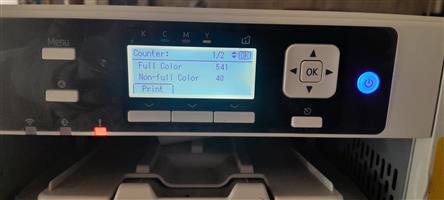 K C M Y
Menu
Counter: 1/2 OK
Full Color 541
Non-full Color 40
Print
OK